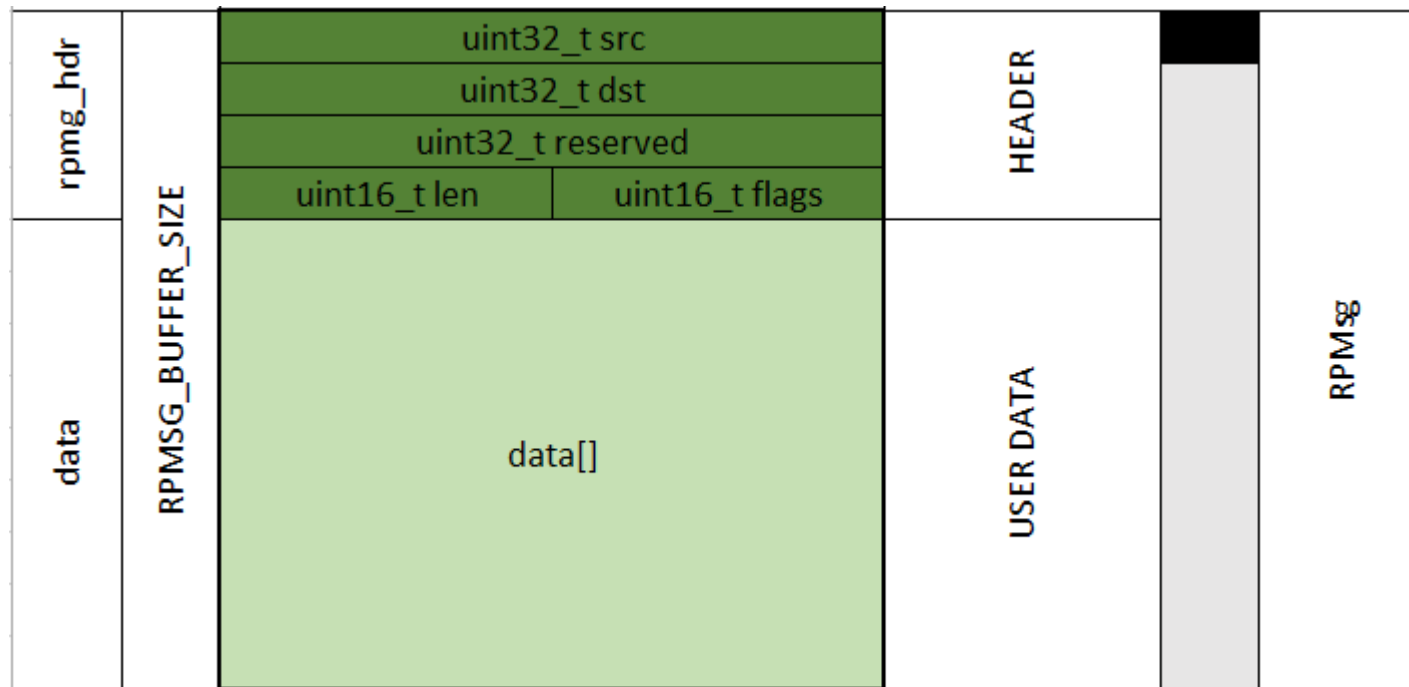 rpmg_hdr
data
RPMSG_BUFFER_SIZE
uint32_t src
uint32_t dst
uint32_t reserved
uint16_t len
uint16_t flags
data[]
HEADER
USER DATA
RPMsg